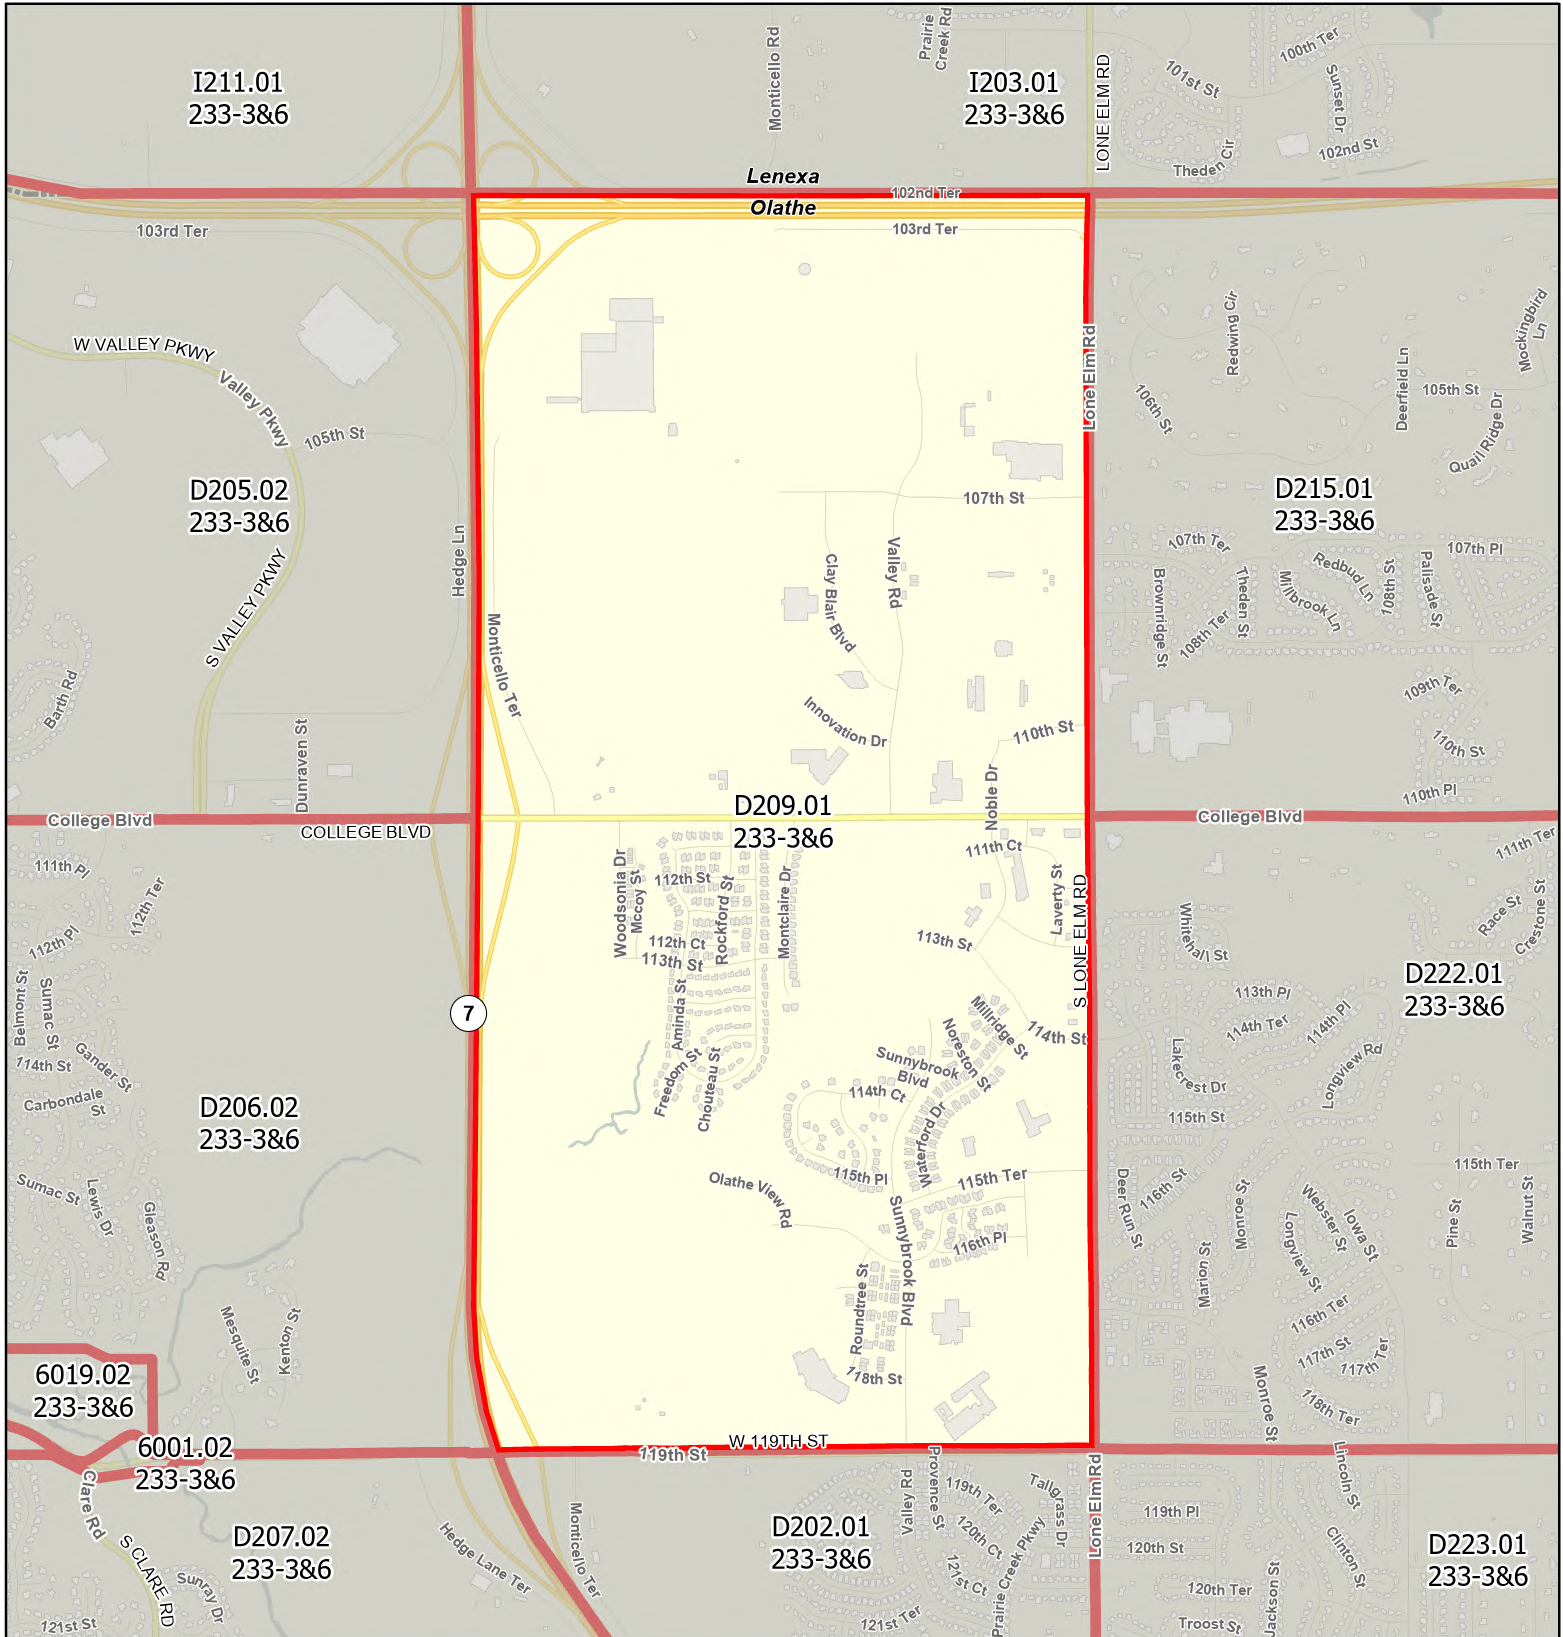 I211.01
233-3&6
Monticello Rd
Prairie
Creek Rd
I203.01
233-3&6
LONE ELM RD
101st St
100th Ter
Sunset Dr
102nd St
Theden Cir
Lenexa
102nd Ter
Olathe
103rd Ter
103rd Ter
W VALLEY PKWY
Valley Pkwy
105th St
D205.02
233-3&6
Hedge Ln
S VALLEY PKWY
Barth Rd
Dunraven St
College Blvd
COLLEGE BLVD
Lone Elm Rd
Redwing Cir
Mockingbird
Ln
Deerfield Ln
105th St
106th St
Quail Ridge Dr
D215.01
233-3&6
107th St
107th Ter
107th Pl
Redbud Ln
Millbrook Ln
108th St
Palisade St
Theden St
Brownridge St
108th Ter
109th Ter
110th St
110th Pl
College Blvd
Clay Blair Blvd
Valley Rd
Monticello Ter
Innovation Dr
110th St
Noble Dr
D209.01
233-3&6
111th Ct
Laverty St
S LONE ELM RD
Woodsonia Dr
Mccoy St
112th St
Rockford St
Montclaire Dr
112th Ct
113th St
113th St
Aminda St
Freedom St
Chouteau St
7
Millridge St
Noreston St
114th St
Sunnybrook
Blvd
114th Ct
Waterford Dr
115th Pl
115th Ter
Olathe View Rd
Sunnybrook Blvd
116th Pl
Roundtree St
118th St
111th Pl
112th Ter
112th Pl
Belmont St
Sumac St
114th St
Gander St
Carbondale
St
D206.02
233-3&6
Sumac St
Lewis Dr
Gleason Rd
Mesquite St
Kenton St
6019.02
233-3&6
6001.02
233-3&6
Clare Rd
S CLARE RD
D207.02
233-3&6
Sunray Dr
121st St
111th Ter
Race St
Crestone St
Whitehall St
D222.01
233-3&6
113th Pl
114th Ter
114th Pl
Lakecrest Dr
Longview Rd
115th St
115th Ter
116th St
Deer Run St
Monroe St
Webster St
Iowa St
Longview St
Pine St
Walnut St
Marion St
116th Ter
117th St
117th Ter
118th Ter
Monroe St
W 119TH ST
119th St
Hedge Lane Ter
Monticello Ter
D202.01
233-3&6
Valley Rd
Provence St
119th Ter
Tallgrass Dr
120th Ct
121st Ct
Prairie Creek Pkwy
121st Ter
Lone Elm Rd
Lincoln St
119th Pl
120th St
Clinton St
D223.01
233-3&6
120th Ter
Jackson St
Troost St